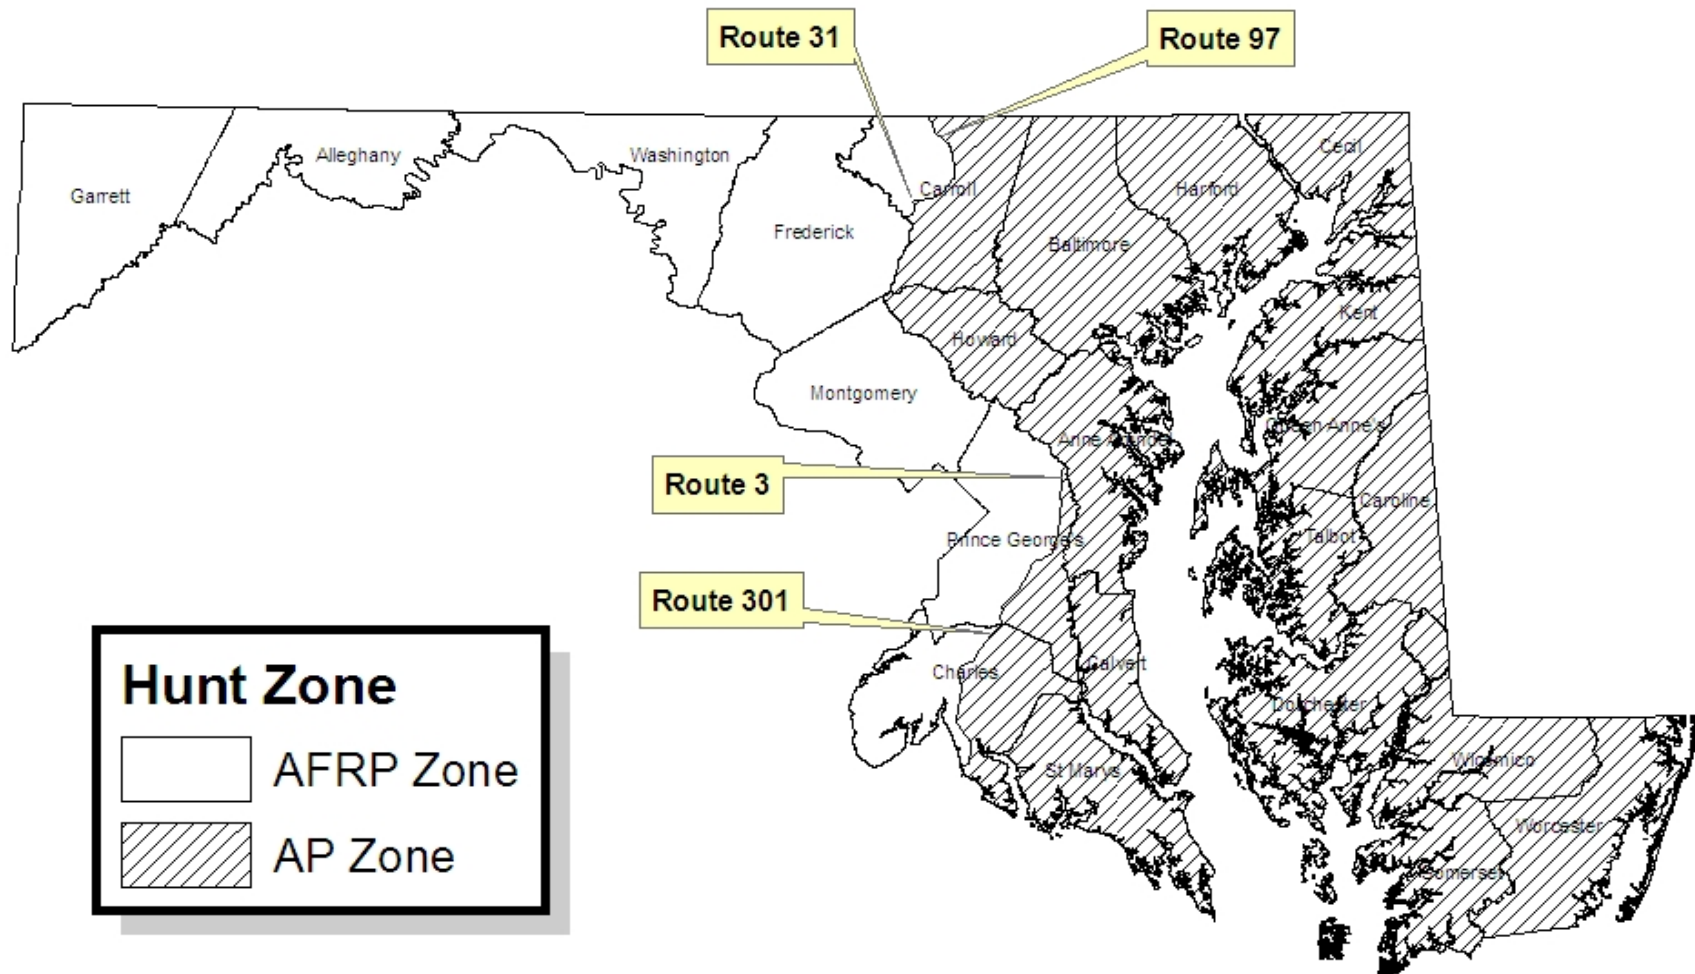 Route 31
Route 97
Garrett
Alleghany
Washington
Frederick
Carroll
Baltimore
Harford
Cecil
Kent
Howard
Montgomery
Anne Arundel
Queen Anne's
Caroline
Talbot
Route 3
Prince George's
Route 301
Charles
Calvert
Dorchester
St Marys
Wicomico
Worcester
Somerset
Hunt Zone
AFRP Zone
AP Zone